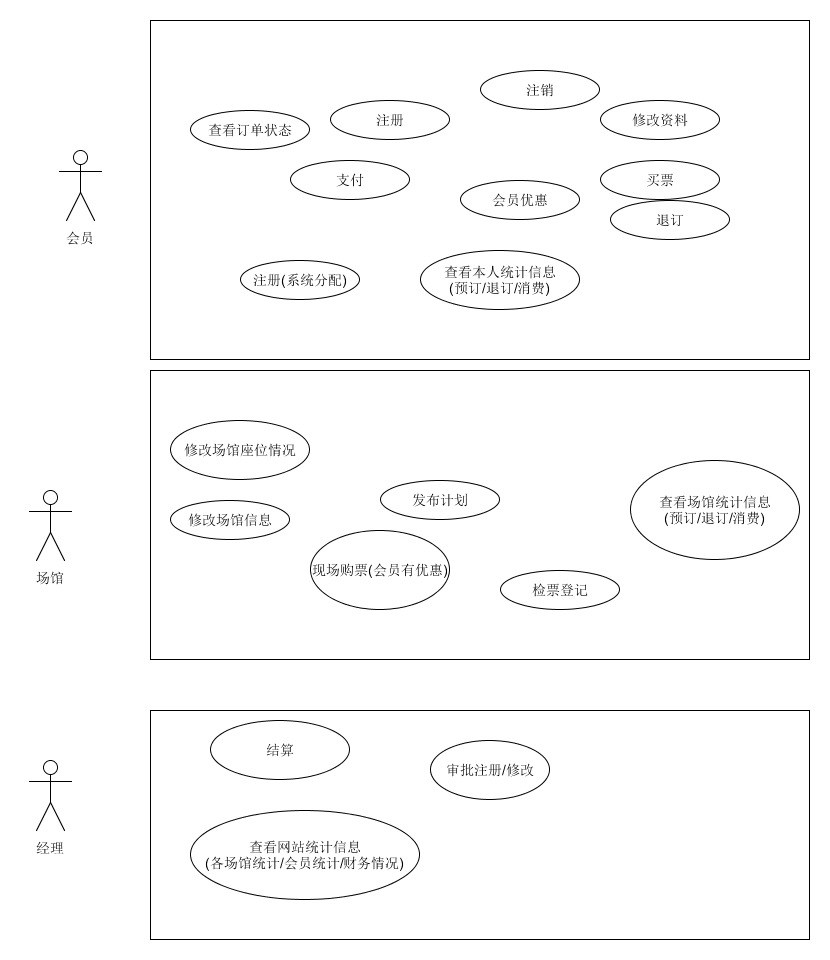 注销
查看订单状态
注册
修改资料
支付
会员优惠
买票
退订
会员
注册(系统分配)
查看本人统计信息
(预订/退订/消费)
修改场馆座位情况
修改场馆信息
发布计划
查看场馆统计信息
(预订/退订/消费)
场馆
现场购票(会员有优惠)
检票登记
结算
审批注册/修改
经理
查看网站统计信息
(各场馆统计/会员统计/财务情况)